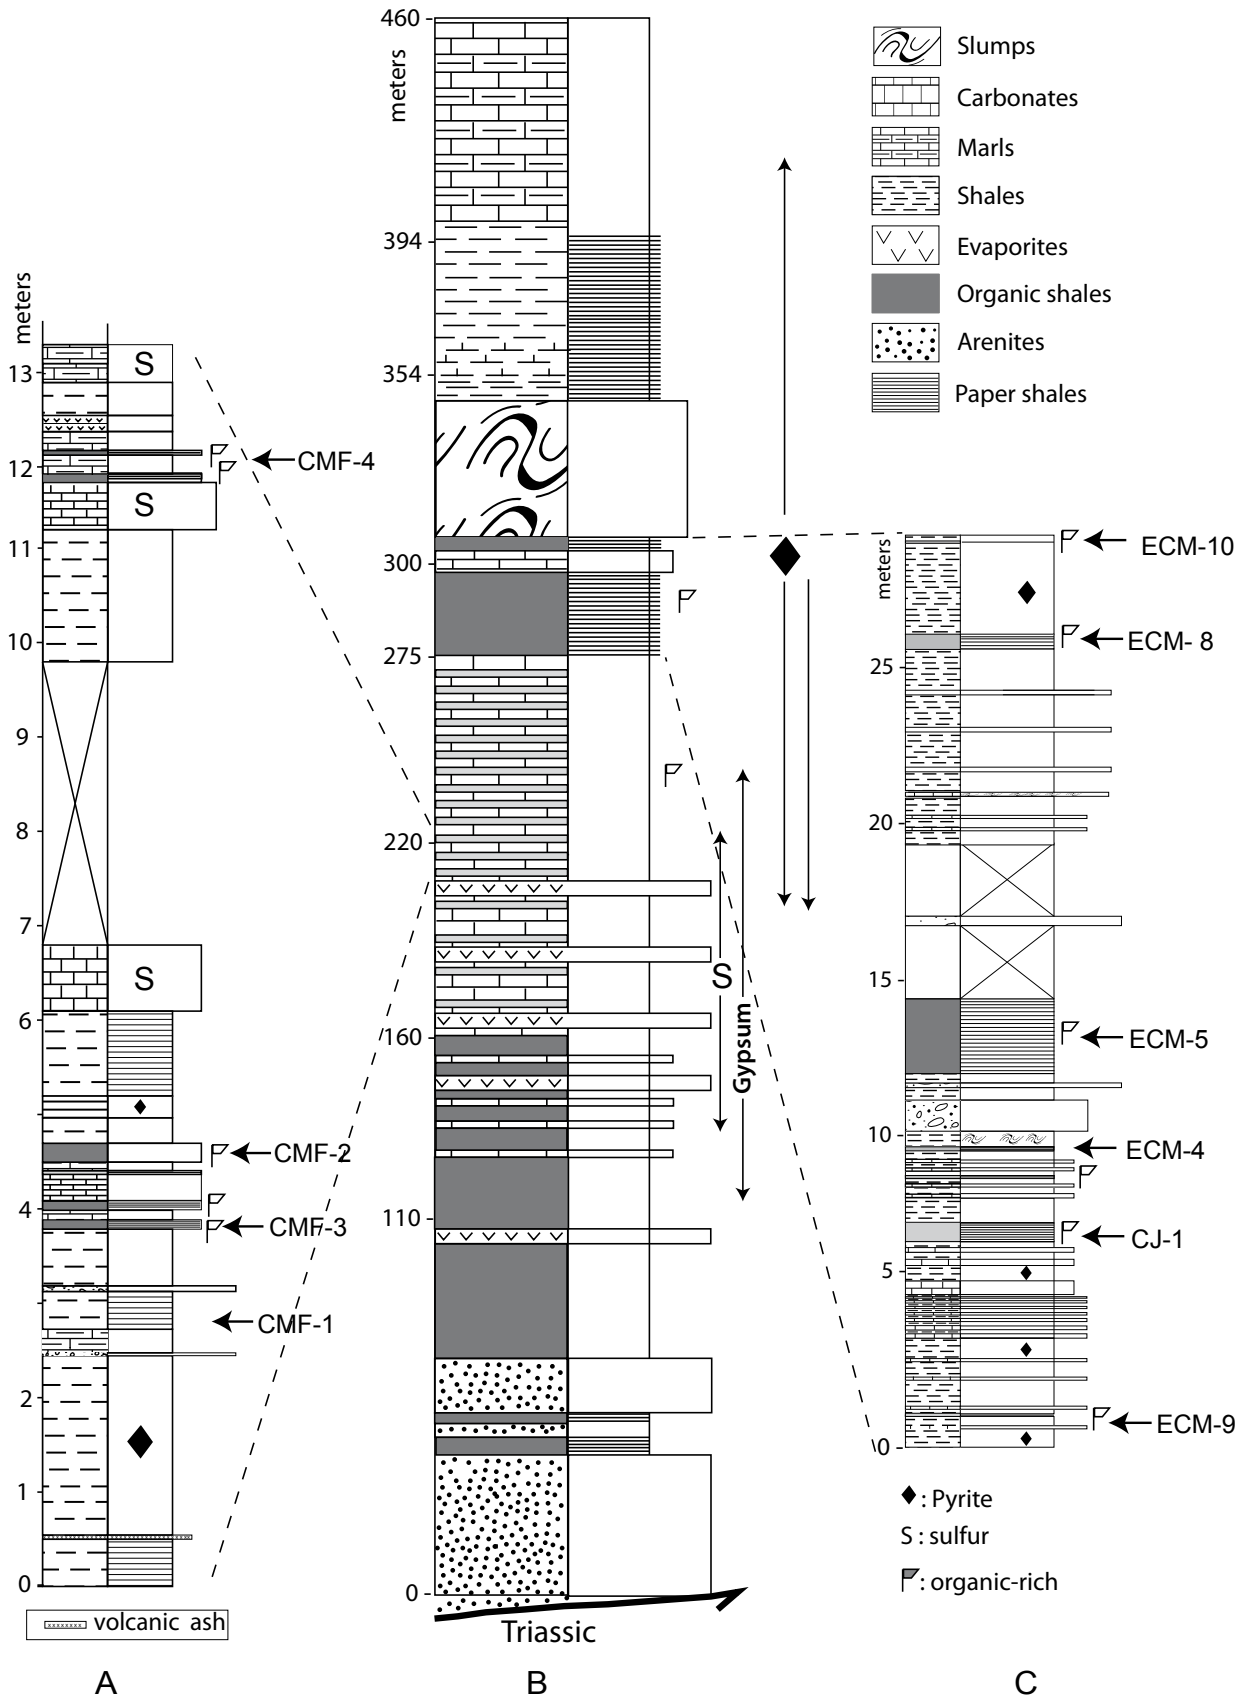 Slumps
Carbonates
Marls
Shales
Evaporites
Organic shales
Arenites
Paper shales
meters
13
12
11
10
9
8
7
6
4
2
1
0
S
S
S
CMF-4
CMF-2
CMF-3
CMF-1
volcanic ash
A
meters
460
394
354
300
275
220
160
110
0
S
Gypsum
Triassic
B
meters
25
20
15
10
5
0
ECM-10
ECM- 8
ECM-5
ECM-4
CJ-1
ECM-9
: Pyrite
S : sulfur
: organic-rich
C